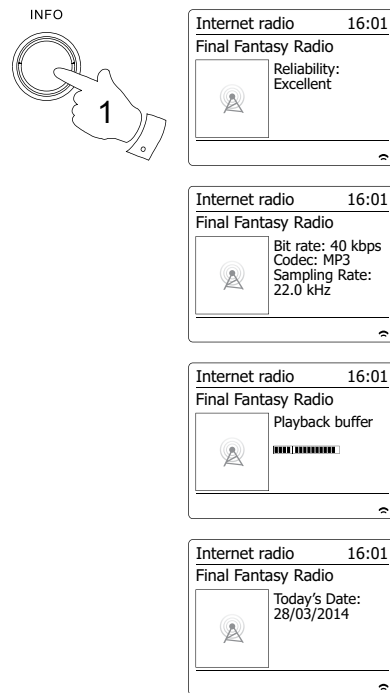 INFO
1
Internet radio 16:01
Final Fantasy Radio
Reliability:
Excellent
Internet radio 16:01
Final Fantasy Radio
Bit rate: 40 kbps
Codec: MP3
Sampling Rate:
22.0 kHz
Internet radio 16:01
Final Fantasy Radio
Playback buffer
Internet radio 16:01
Final Fantasy Radio
Today's Date:
28/03/2014